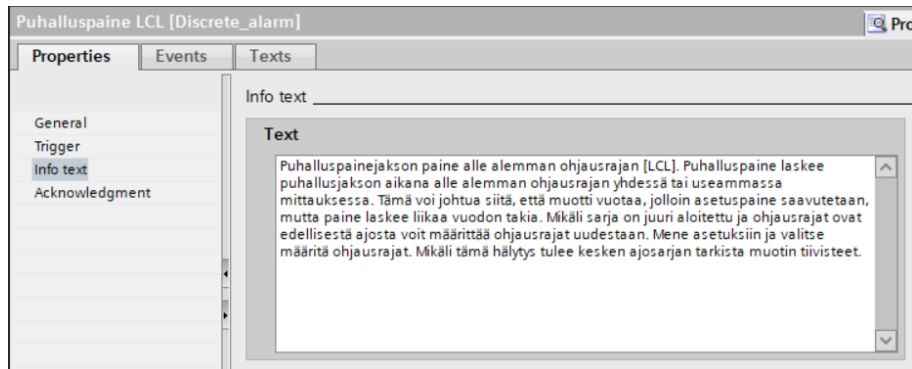 Puhalluspaine LCL [Discrete_alarm]
Pro
Properties
Events
Texts
General
Trigger
Info text
Acknowledgment
Info text
Text
Puhalluspainejakson paine alle alemman ohjausrajan [LCL]. Puhalluspaine laskee
puhallusjakson aikana alle alemman ohjausrajan yhdessä tai useammassa
mittauksessa. Tämä voi johtua siitä, että muotti vuotaa, jolloin asetuspaine saavutetaan,
mutta paine laskee liikaa vuodon takia. Mikäli sarja on juuri aloitettu ja ohjausrajat ovat
edellisestä ajosta voit määrittää ohjausrajat uudestaan. Mene asetuksiin ja valitse
määritä ohjausrajat. Mikäli tämä hälytys tulee kesken ajosarjan tarkista muotin tiivisteet.